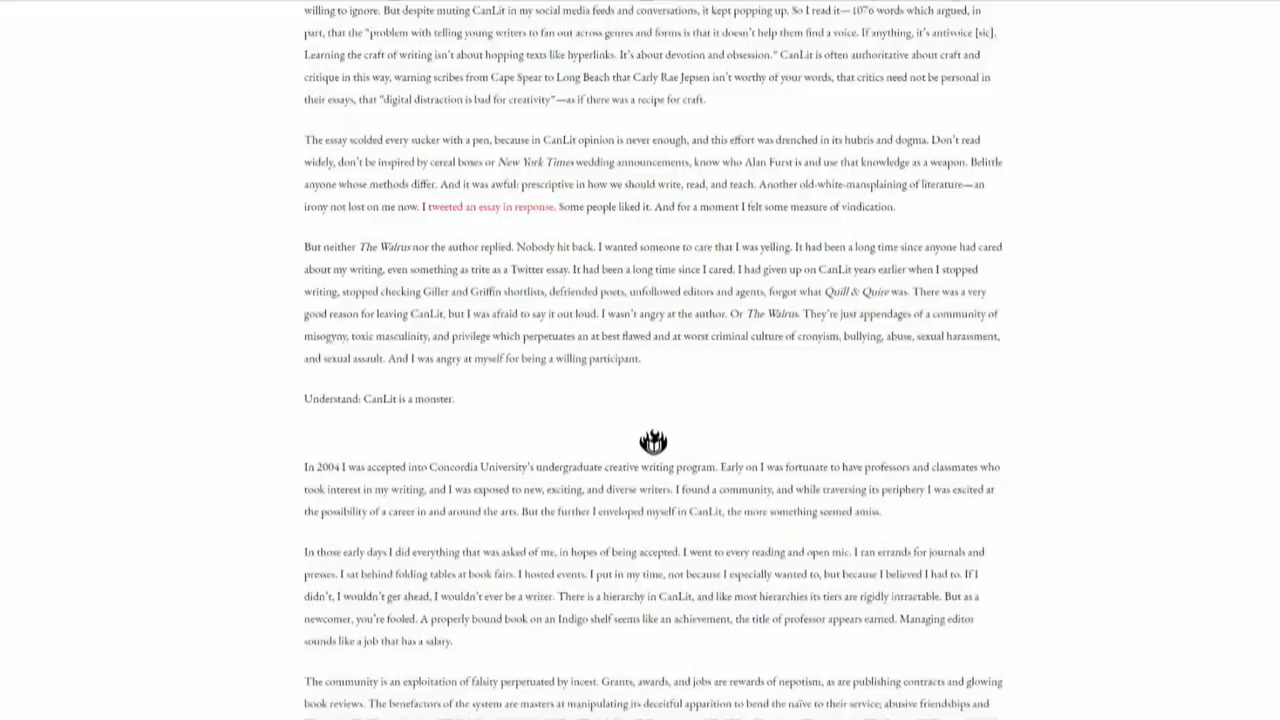 willing to ignore. But despite muting CanLit in my social media feeds and conversations, it kept popping up. So I read it—1076 words which argued, in
part, that the "problem with telling young writers to fan out across genres and forms is that it doesn't help them find a voice. If anything, it's antivoice [sic].
Learning the craft of writing isn't about hopping texts like hyperlinks. It's about devotion and obsession." CanLit is often authoritative about craft and
critique in this way, warning scribes from Cape Spear to Long Beach that Carly Rae Jepsen isn't worthy of your words, that critics need not be personal in
their essays, that "digital distraction is bad for creativity"—as if there was a recipe for craft.
The essay scolded every sucker with a pen, because in CanLit opinion is never enough, and this effort was drenched in its hubris and dogma. Don't read
widely, don't be inspired by cereal boxes or New York Times wedding announcements, know who Alan Furst is and use that knowledge as a weapon. Belittle
anyone whose methods differ. And it was awful: prescriptive in how we should write, read, and teach. Another old-white-mansplaining of literature—an
irony not lost on me now. I tweeted an essay in response. Some people liked it. And for a moment I felt some measure of vindication.
But neither The Walrus nor the author replied. Nobody hit back. I wanted someone to care that I was yelling. It had been a long time since anyone had cared
about my writing, even something as trite as a Twitter essay. It had been a long time since I cared. I had given up on CanLit years earlier when I stopped
writing, stopped checking Giller and Griffin shortlists, defriended poets, unfollowed editors and agents, forgot what Quill & Quire was. There was a very
good reason for leaving CanLit, but I was afraid to say it out loud. I wasn't angry at the author. Or The Walrus. They're just appendages of a community of
misogyny, toxic masculinity, and privilege which perpetuates an at best flawed and at worst criminal culture of cronyism, bullying, abuse, sexual harassment,
and sexual assault. And I was angry at myself for being a willing participant.
Understand: CanLit is a monster.
In 2004 I was accepted into Concordia University's undergraduate creative writing program. Early on I was fortunate to have professors and classmates who
took interest in my writing, and I was exposed to new, exciting, and diverse writers. I found a community, and while traversing its periphery I was excited at
the possibility of a career in and around the arts. But the further I enveloped myself in CanLit, the more something seemed amiss.
In those early days I did everything that was asked of me, in hopes of being accepted. I went to every reading and open mic. I ran errands for journals and
presses. I sat behind folding tables at book fairs. I hosted events. I put in my time, not because I especially wanted to, but because I believed I had to. If I
didn't, I wouldn't get ahead, I wouldn't ever be a writer. There is a hierarchy in CanLit, and like most hierarchies its tiers are rigidly intractable. But as a
newcomer, you're fooled. A properly bound book on an Indigo shelf seems like an achievement, the title of professor appears earned. Managing editor
sounds like a job that has a salary.
The community is an exploitation of falsity perpetuated by incest. Grants, awards, and jobs are rewards of nepotism, as are publishing contracts and glowing
book reviews. The benefactors of the system are masters at manipulating its deceitful apparition to bend the naïve to their service; abusive friendships and